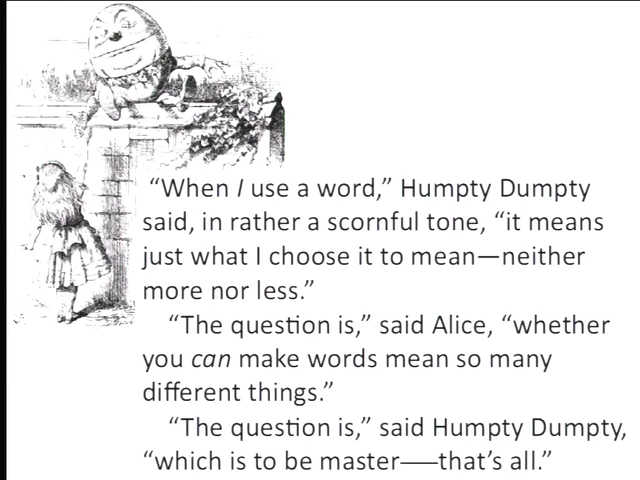 “When I use a word,” Humpty Dumpty
said, in rather a scornful tone, “it means
just what I choose it to mean—neither
more nor less.”
“The question is,” said Alice, “whether
you can make words mean so many
different things.”
“The question is,” said Humpty Dumpty,
“which is to be master——that’s all.”